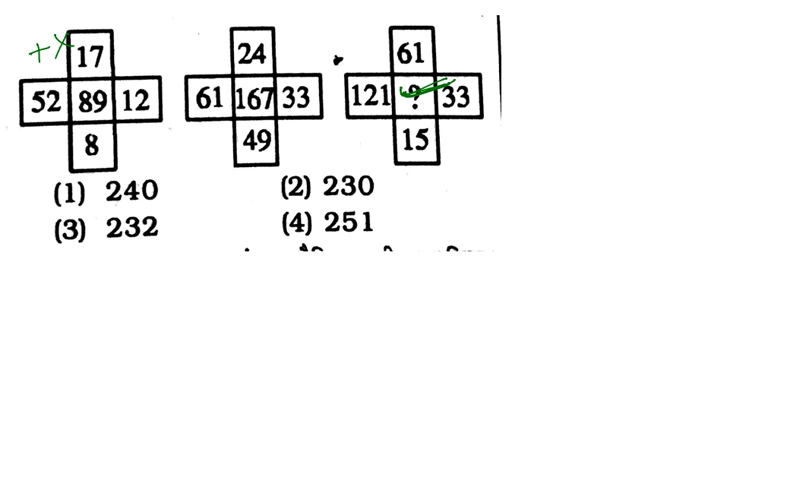 + x 17 24 61
52 89 12 61 167 33 121 ? 33
8 49 15
(1) 240 (2) 230
(3) 232 (4) 251